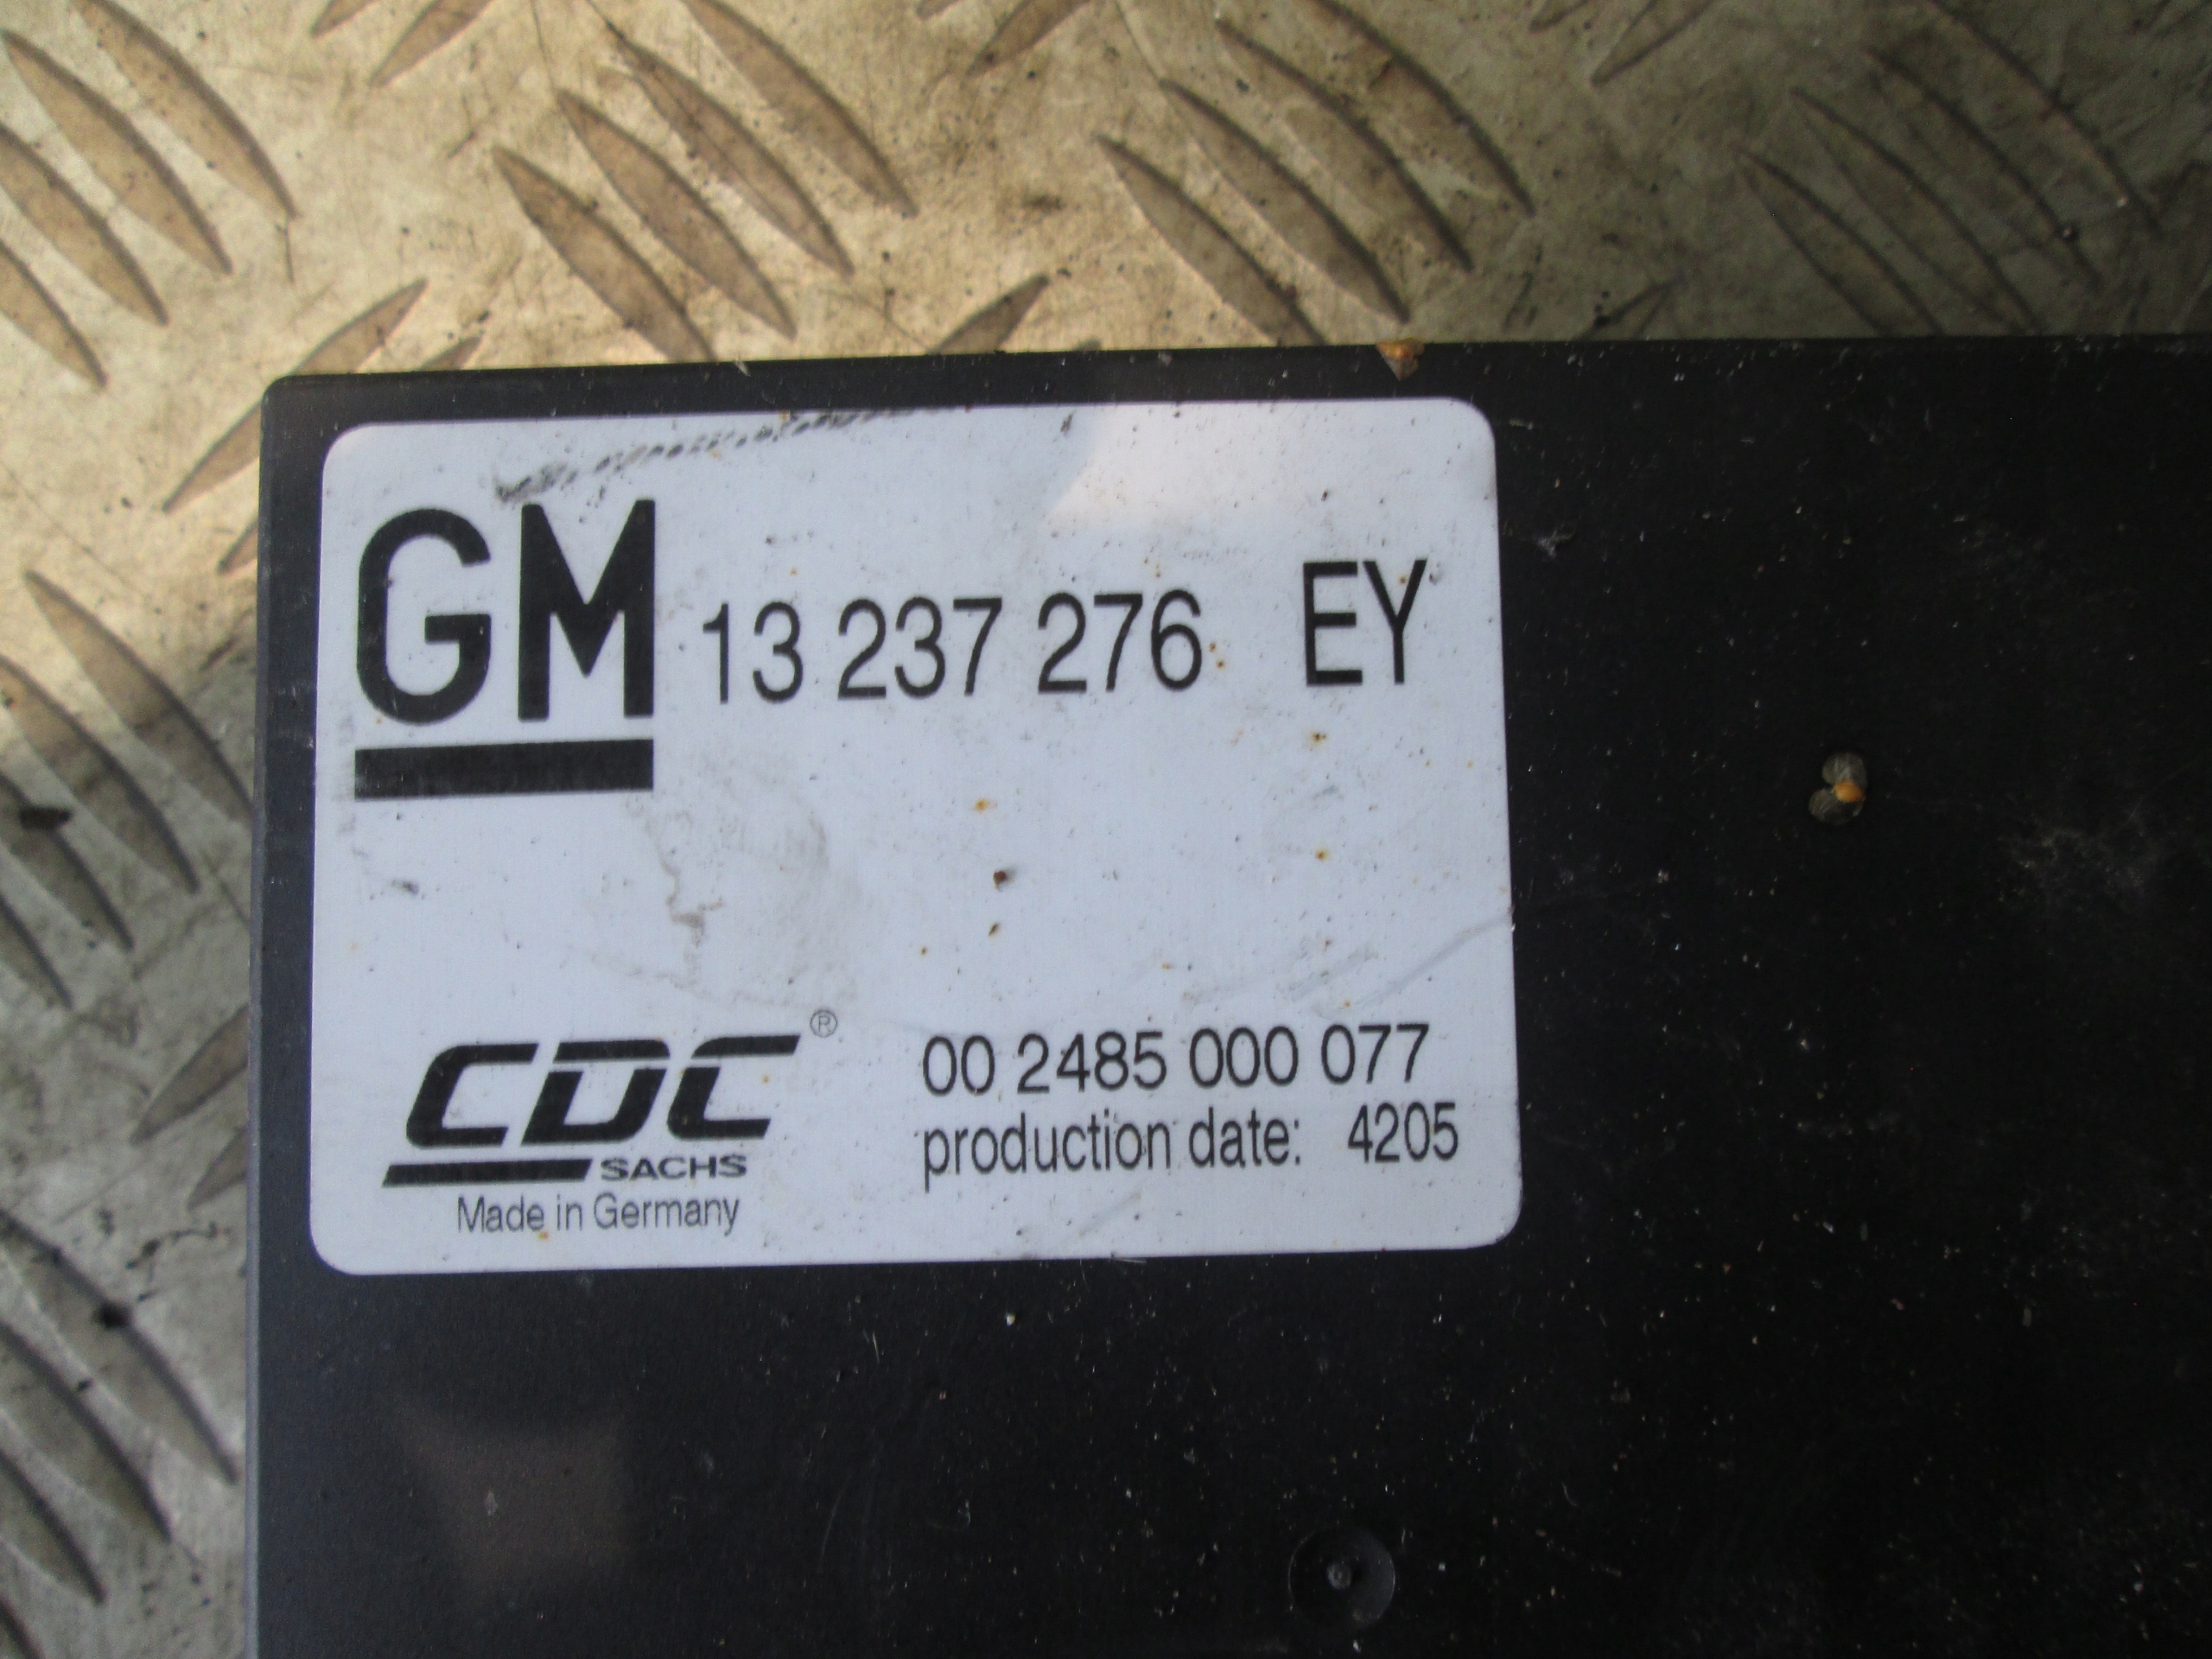 GM 13 237 276 EY
CDC® 00 2485 000 077
SACHS production date: 4205
Made in Germany